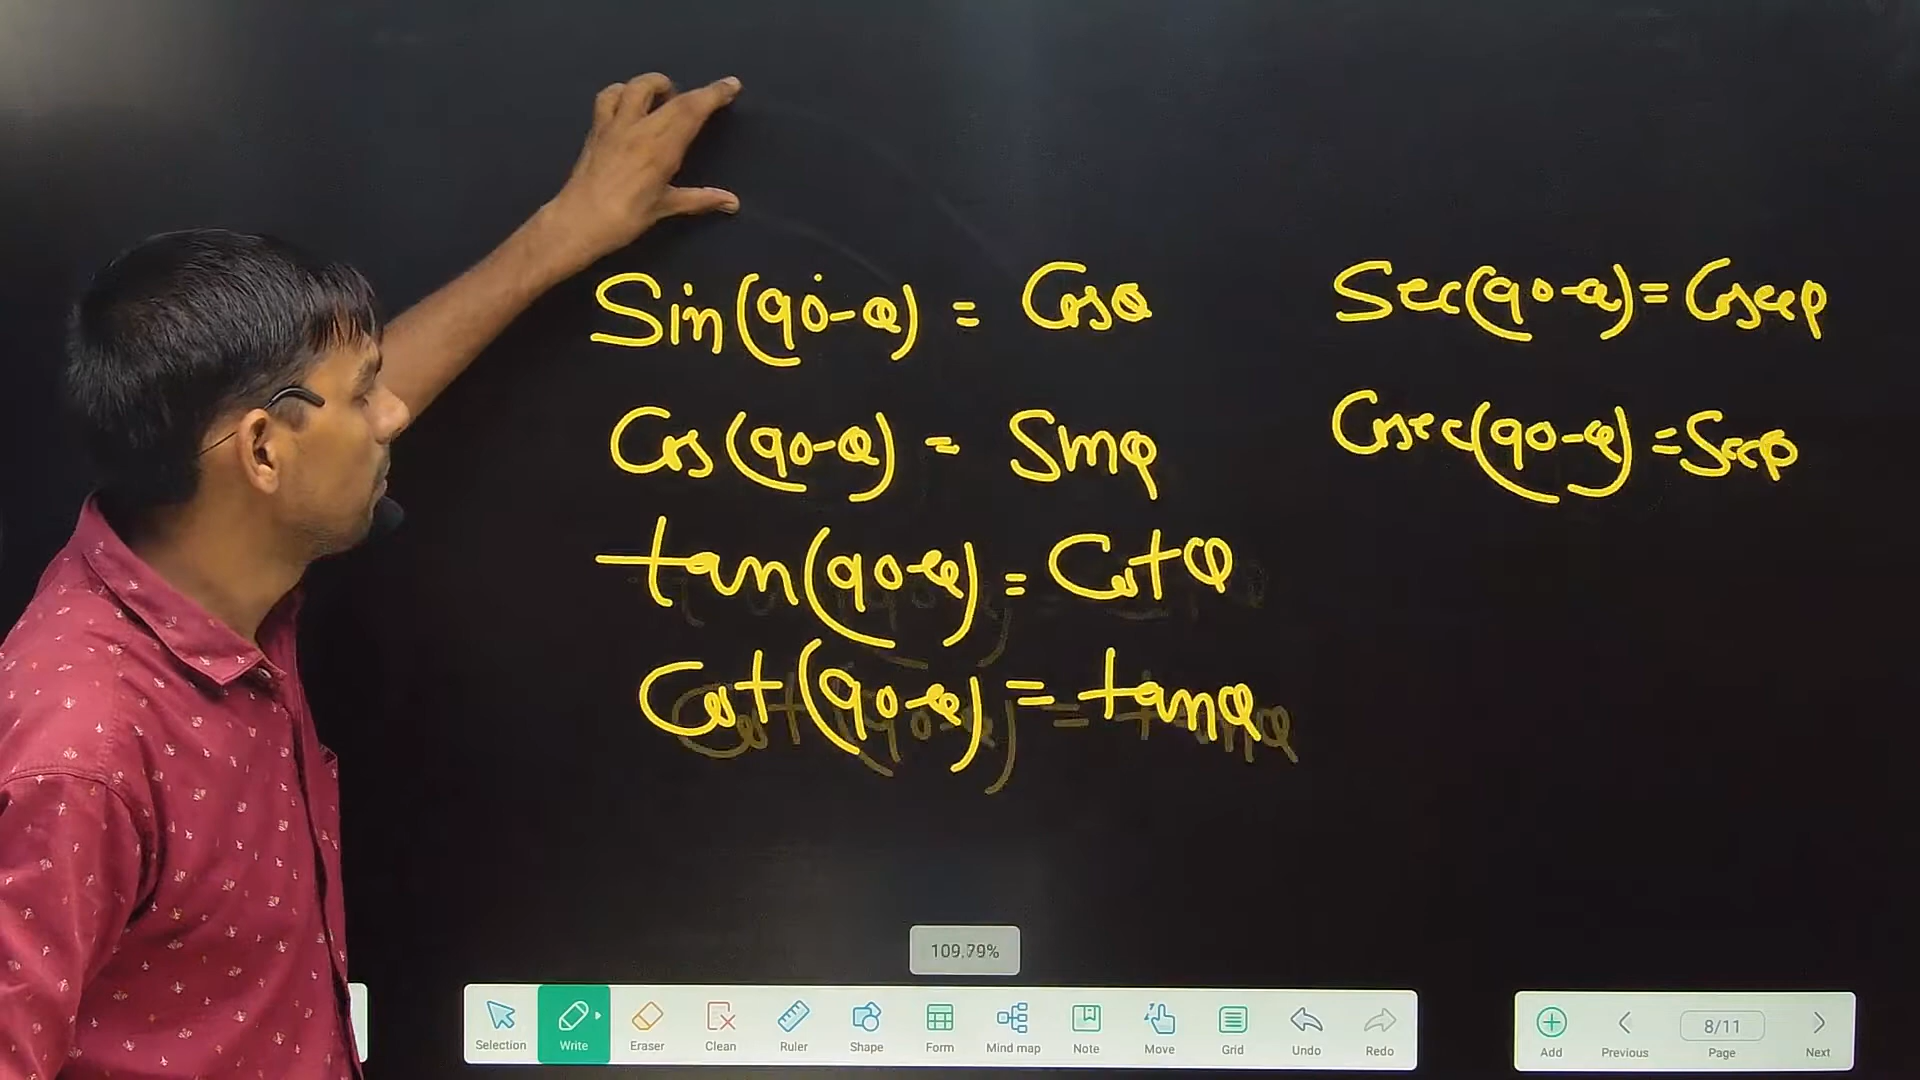 Sin(90-θ) = Cosθ
Cos(90-θ) = Sinθ
tan(90-θ) = Cotθ
Cot(90-θ) = tanθ
Sec(90-θ) = Cosecθ
Cosec(90-θ) = Secθ
109.79%
Selection Write Eraser Clean Ruler Shape Form Mind map Note Move Grid Undo Redo
Add Previous 8/11 Page Next